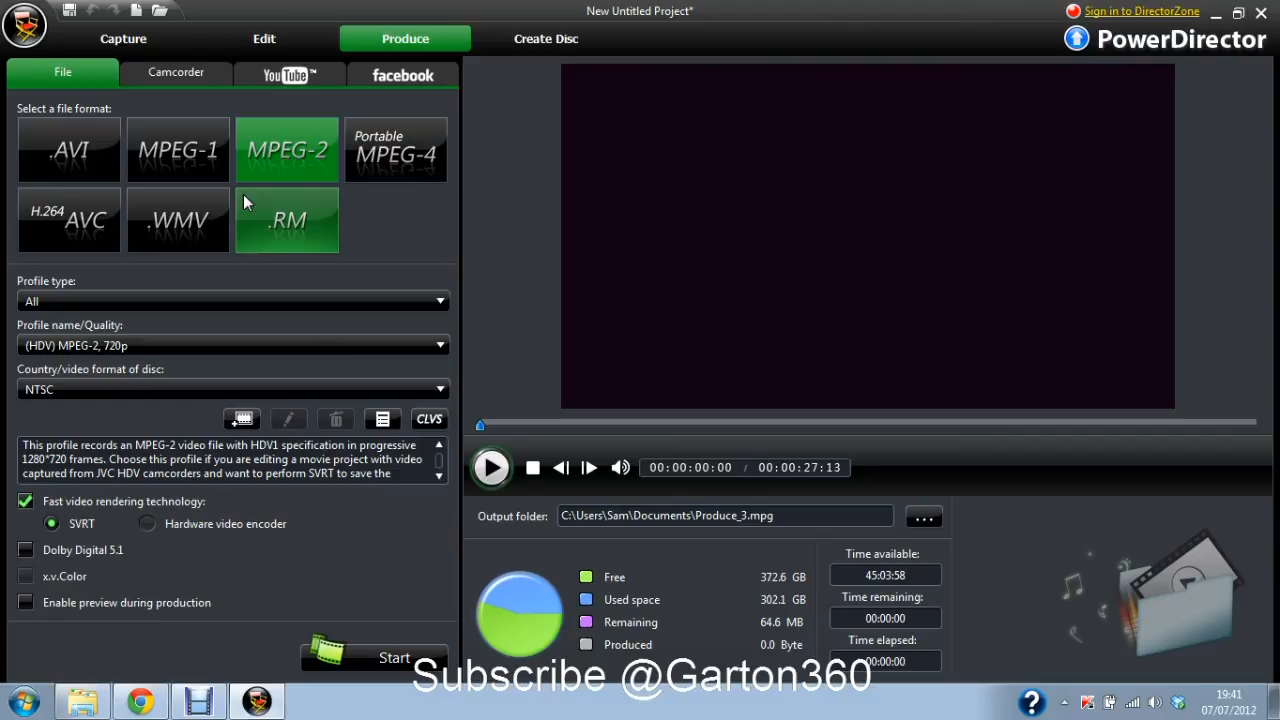 New Untitled Project*
Sign in to DirectorZone
Capture
Edit
Produce
Create Disc
PowerDirector
File
Camcorder
YouTube™
facebook
Select a file format:
.AVI
MPEG-1
MPEG-2
Portable MPEG-4
H.264 AVC
.WMV
.RM
Profile type:
All
Profile name/Quality:
(HDV) MPEG-2, 720p
Country/video format of disc:
NTSC
CLVS
This profile records an MPEG-2 video file with HDV1 specification in progressive
1280*720 frames. Choose this profile if you are editing a movie project with video
captured from JVC HDV camcorders and want to perform SVRT to save the
Fast video rendering technology:
SVRT
Hardware video encoder
Dolby Digital 5.1
x.v.Color
Enable preview during production
Start
00:00:00:00 / 00:00:27:13
Output folder:
C:\Users\Sam\Documents\Produce_3.mpg
...
Free 372.6 GB
Used space 302.1 GB
Remaining 64.6 MB
Produced 0.0 Byte
Time available:
45:03:58
Time remaining:
00:00:00
Time elapsed:
00:00:00
Subscribe @Garton360
19:41
07/07/2012